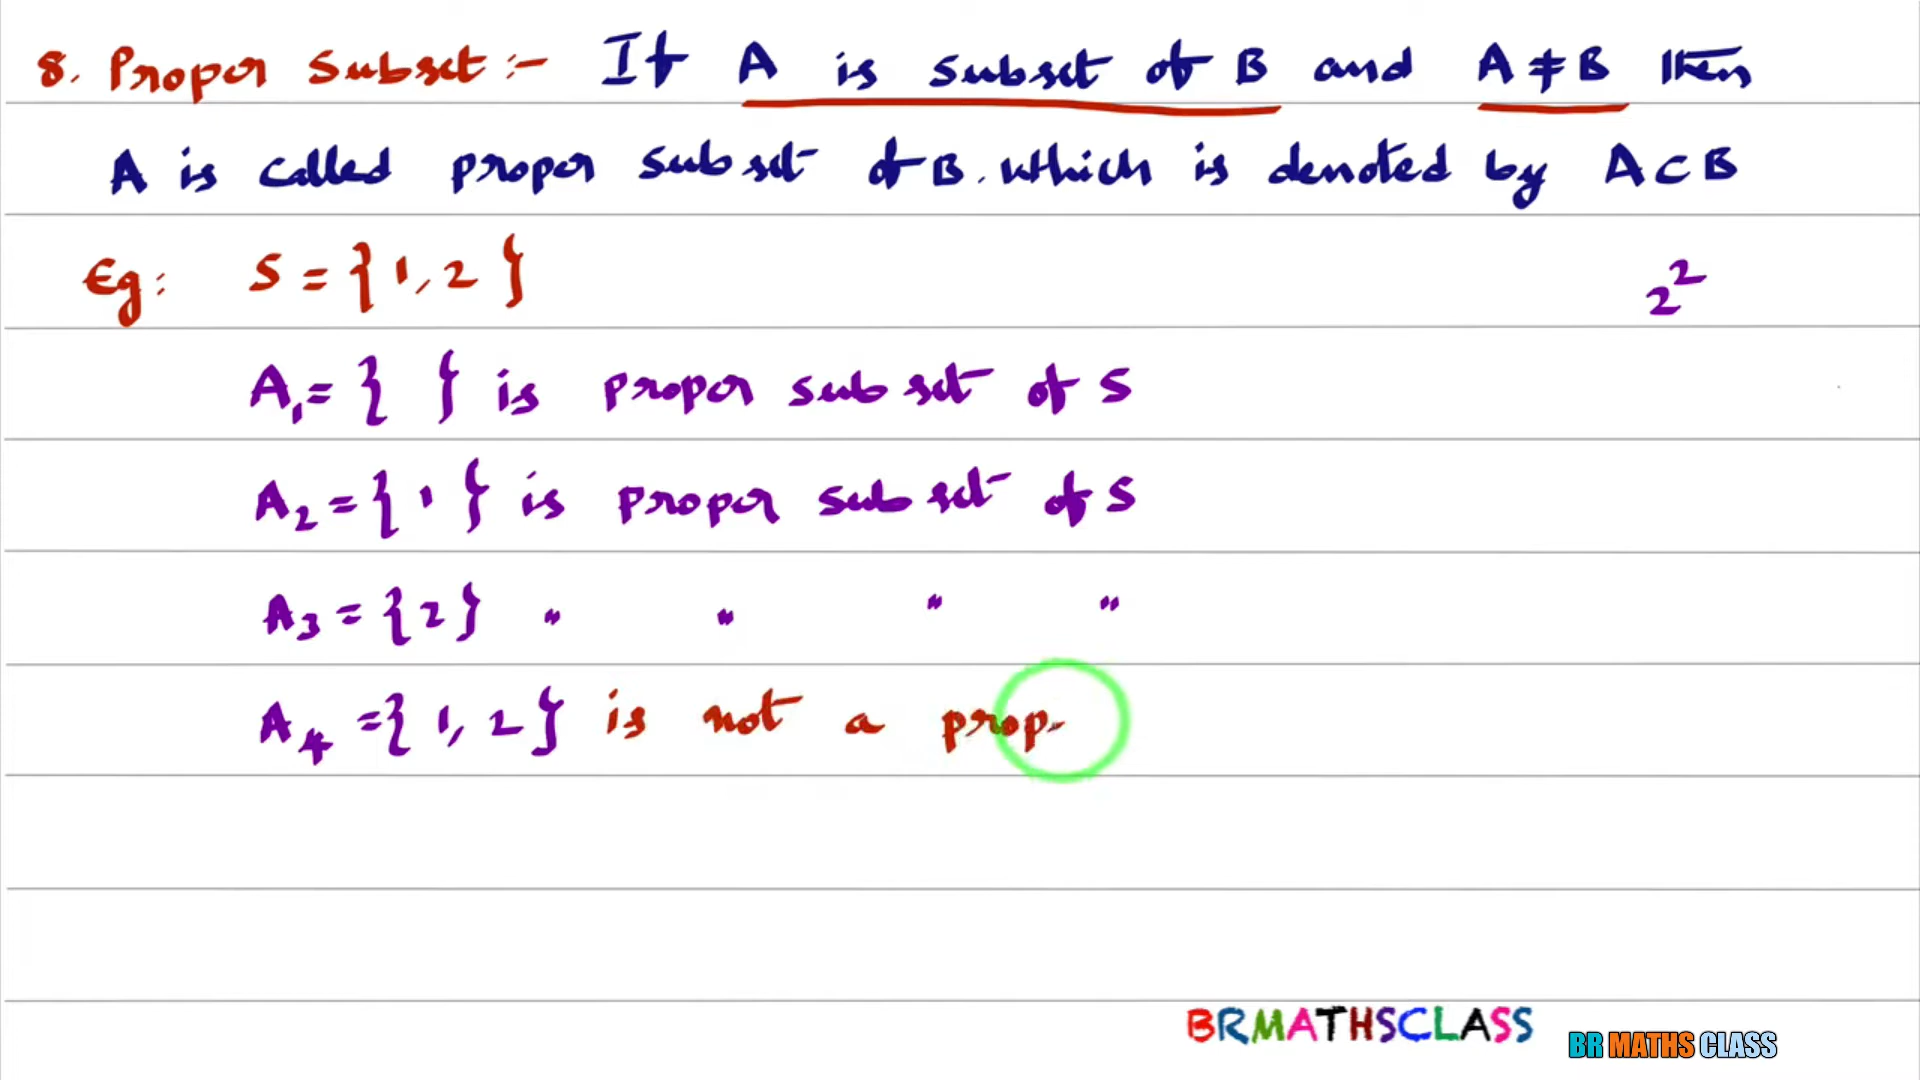 8. Proper Subset :- If A is subset of B and A ≠ B then
A is called proper subset of B. which is denoted by A ⊂ B
Eg: S = { 1, 2 } 2²
A₁ = { } is proper subset of S
A₂ = { 1 } is proper subset of S
A₃ = { 2 } " " " "
A₄ = { 1, 2 } is not a prop
BRMATHSCLASS
BR MATHS CLASS